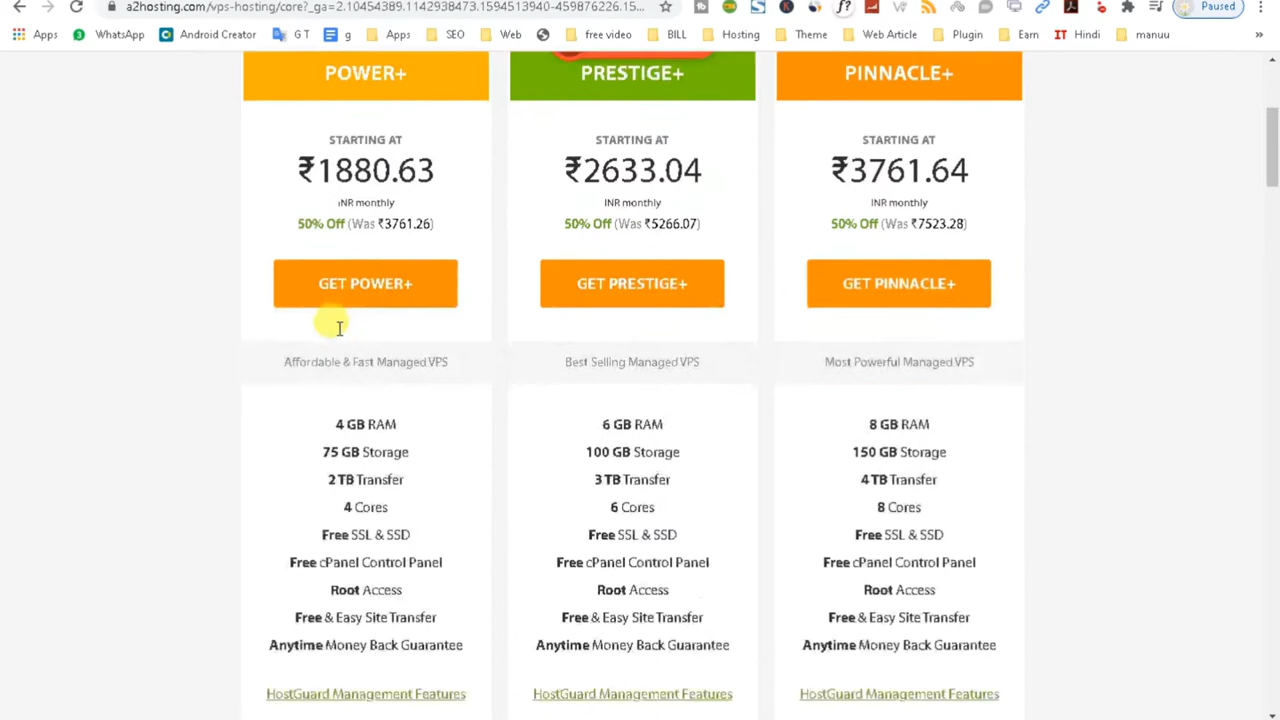 a2hosting.com/vps-hosting/core?_ga=2.10454389.1142938473.1594513940-459876226.15...
Paused
Apps WhatsApp Android Creator G T g Apps SEO Web free video BILL Hosting Theme Web Article Plugin Earn IT Hindi manuu »
POWER+ PRESTIGE+ PINNACLE+
STARTING AT STARTING AT STARTING AT
₹1880.63 ₹2633.04 ₹3761.64
INR monthly INR monthly INR monthly
50% Off (Was ₹3761.26) 50% Off (Was ₹5266.07) 50% Off (Was ₹7523.28)
GET POWER+ GET PRESTIGE+ GET PINNACLE+
Affordable & Fast Managed VPS Best Selling Managed VPS Most Powerful Managed VPS
4 GB RAM 6 GB RAM 8 GB RAM
75 GB Storage 100 GB Storage 150 GB Storage
2 TB Transfer 3 TB Transfer 4 TB Transfer
4 Cores 6 Cores 8 Cores
Free SSL & SSD Free SSL & SSD Free SSL & SSD
Free cPanel Control Panel Free cPanel Control Panel Free cPanel Control Panel
Root Access Root Access Root Access
Free & Easy Site Transfer Free & Easy Site Transfer Free & Easy Site Transfer
Anytime Money Back Guarantee Anytime Money Back Guarantee Anytime Money Back Guarantee
HostGuard Management Features HostGuard Management Features HostGuard Management Features